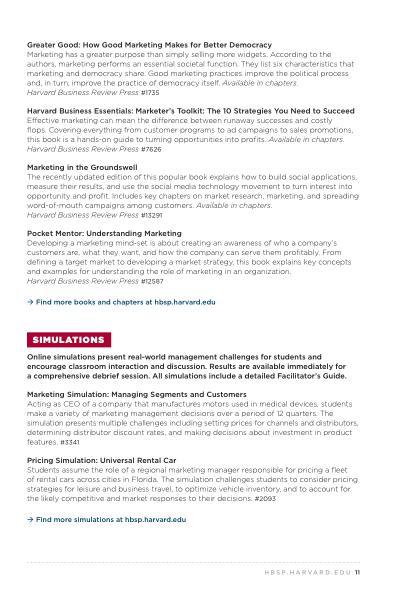 Greater Good: How Good Marketing Makes for Better Democracy
Marketing has a greater purpose than simply selling more widgets. According to the
authors, marketing performs an essential societal function. They list six characteristics that
marketing and democracy share. Good marketing practices improve the political process
and, in turn, improve the practice of democracy itself. Available in chapters.
Harvard Business Review Press #1735
Harvard Business Essentials: Marketer's Toolkit: The 10 Strategies You Need to Succeed
Effective marketing can mean the difference between runaway successes and costly
flops. Covering everything from customer programs to ad campaigns to sales promotions,
this book is a hands-on guide to turning opportunities into profits. Available in chapters.
Harvard Business Review Press #7626
Marketing in the Groundswell
The recently updated edition of this popular book explains how to build social applications,
measure their results, and use the social media technology movement to turn interest into
opportunity and profit. Includes key chapters on market research, marketing, and spreading
word-of-mouth campaigns among customers. Available in chapters.
Harvard Business Review Press #13291
Pocket Mentor: Understanding Marketing
Developing a marketing mind-set is about creating an awareness of who a company's
customers are, what they want, and how the company can serve them profitably. From
defining a target market to developing a market strategy, this book explains key concepts
and examples for understanding the role of marketing in an organization.
Harvard Business Review Press #12587
→ Find more books and chapters at hbsp.harvard.edu
SIMULATIONS
Online simulations present real-world management challenges for students and
encourage classroom interaction and discussion. Results are available immediately for
a comprehensive debrief session. All simulations include a detailed Facilitator's Guide.
Marketing Simulation: Managing Segments and Customers
Acting as CEO of a company that manufactures motors used in medical devices, students
make a variety of marketing management decisions over a period of 12 quarters. The
simulation presents multiple challenges including setting prices for channels and distributors,
determining distributor discount rates, and making decisions about investment in product
features. #3341
Pricing Simulation: Universal Rental Car
Students assume the role of a regional marketing manager responsible for pricing a fleet
of rental cars across cities in Florida. The simulation challenges students to consider pricing
strategies for leisure and business travel, to optimize vehicle inventory, and to account for
the likely competitive and market responses to their decisions. #2093
→ Find more simulations at hbsp.harvard.edu
HBSP.HARVARD.EDU 11